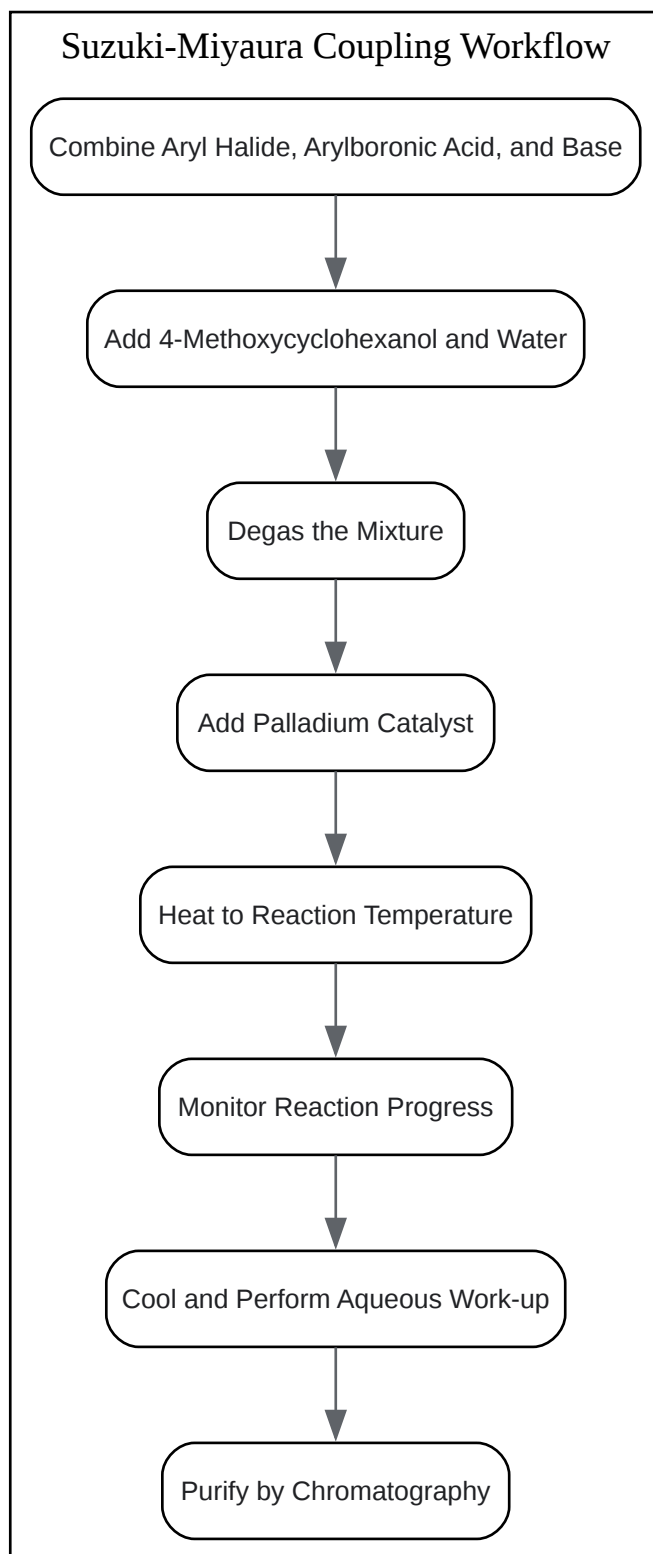 Suzuki-Miyaura Coupling Workflow
Combine Aryl Halide, Arylboronic Acid, and Base
Add 4-Methoxycyclohexanol and Water
Degas the Mixture
Add Palladium Catalyst
Heat to Reaction Temperature
Monitor Reaction Progress
Cool and Perform Aqueous Work-up
Purify by Chromatography